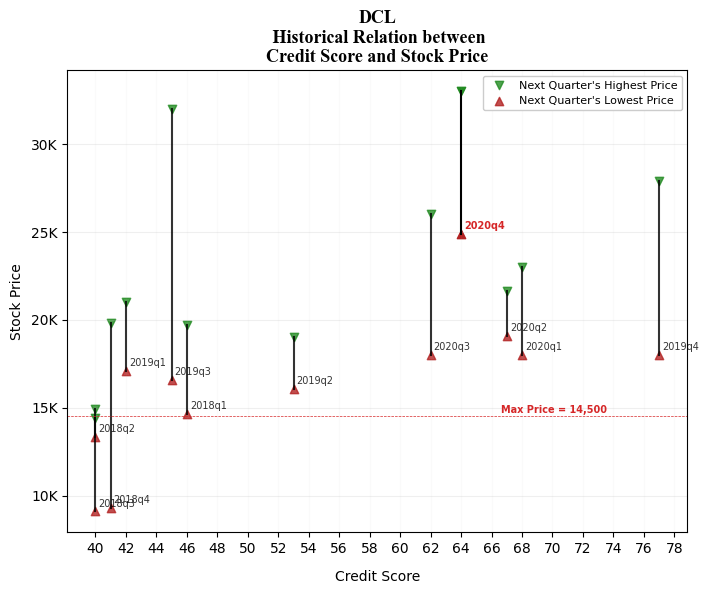 DCL
Historical Relation between
Credit Score and Stock Price
Next Quarter's Highest Price
Next Quarter's Lowest Price
30K
25K
20K
15K
10K
Stock Price
2020q4
2020q3
2020q2
2020q1
2019q4
2019q1
2019q3
2019q2
2018q1
Max Price = 14,500
2018q2
2018q4
2018q3
40 42 44 46 48 50 52 54 56 58 60 62 64 66 68 70 72 74 76 78
Credit Score